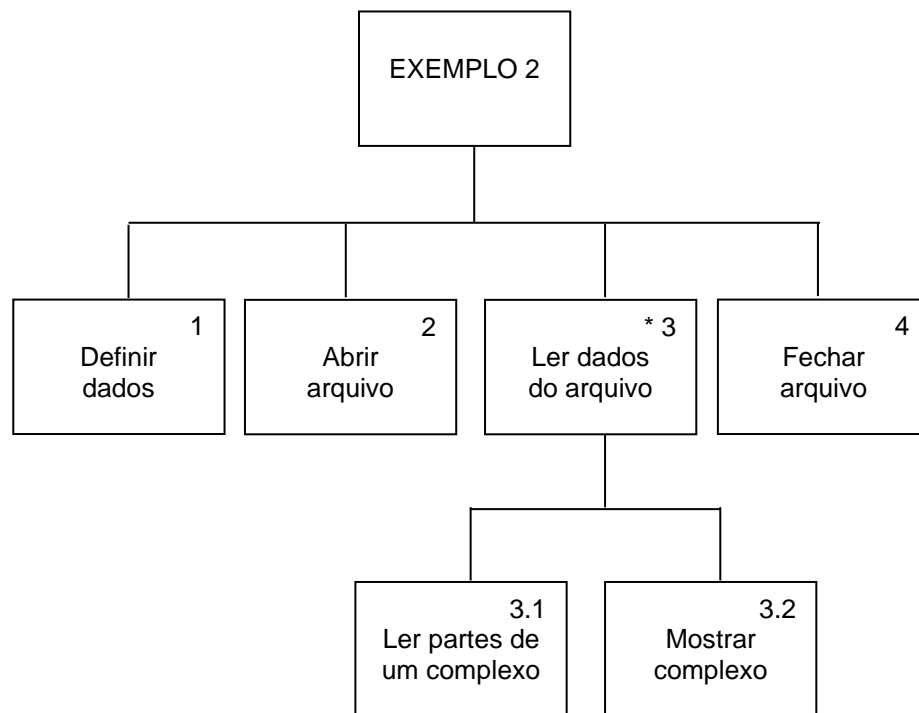 EXEMPLO 2
1
Definir
dados
2
Abrir
arquivo
* 3
Ler dados
do arquivo
4
Fechar
arquivo
3.1
Ler partes de
um complexo
3.2
Mostrar
complexo